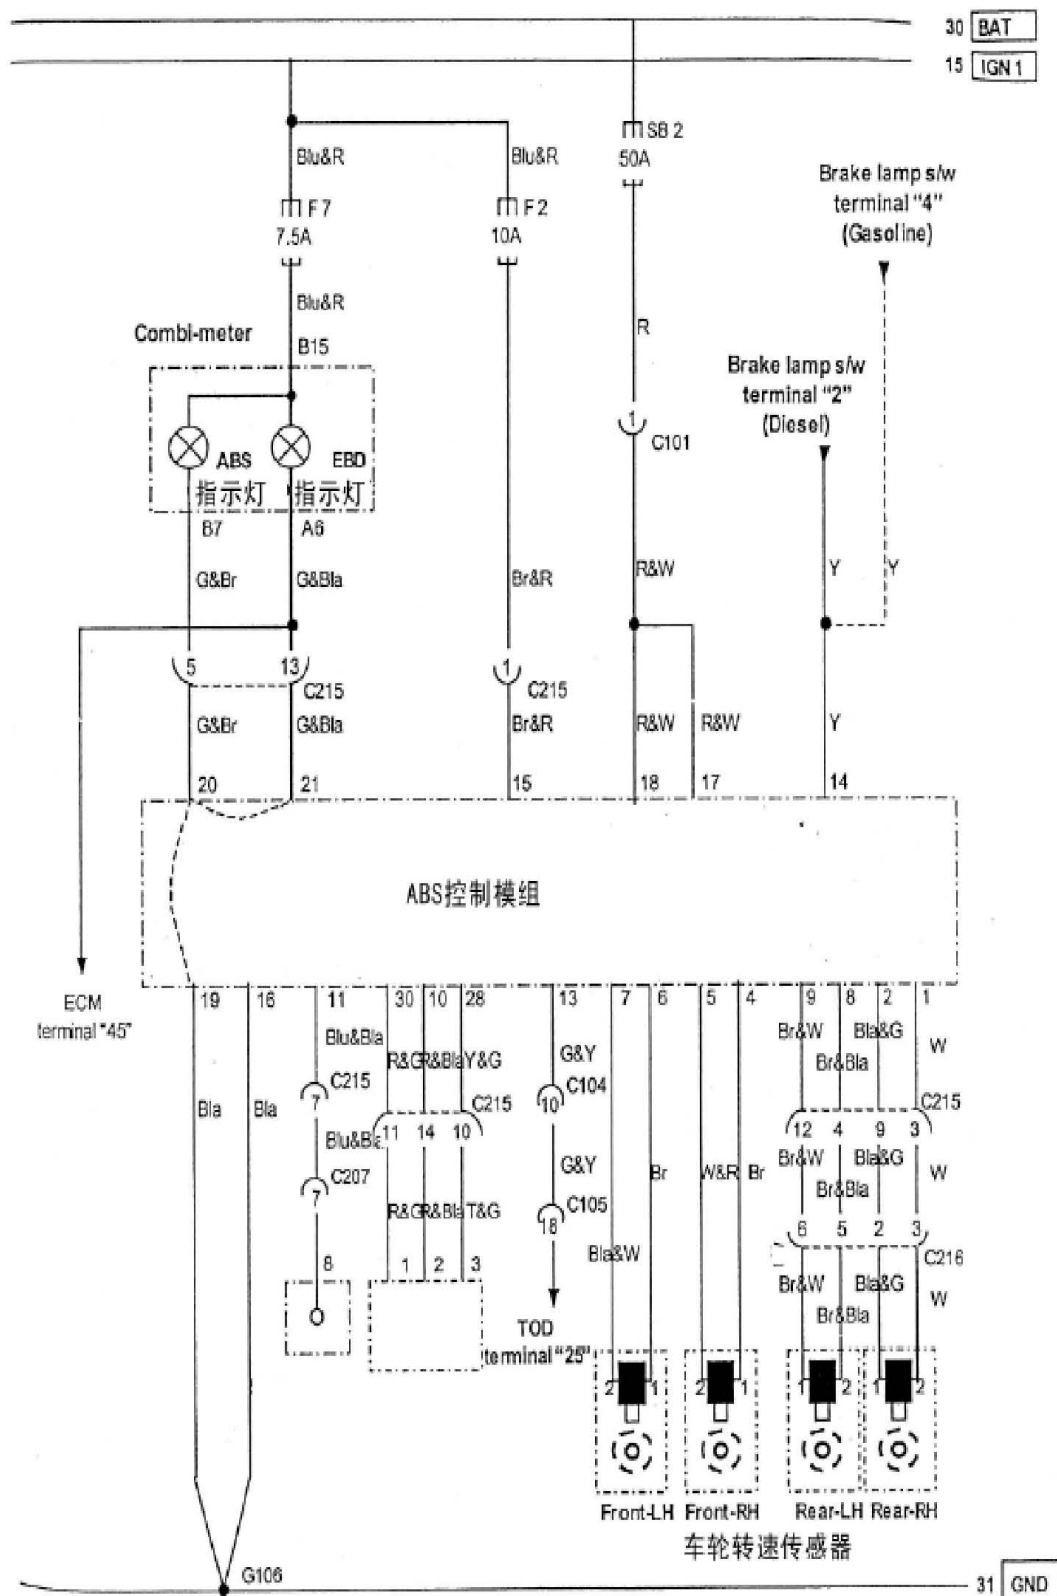 30 BAT
15 IGN 1
SB 2
50A
Blu&R
Blu&R
Brake lamp s/w
terminal "4"
(Gasoline)
F 7
7.5A
F 2
10A
Blu&R
R
Combi-meter
B15
Brake lamp s/w
terminal "2"
(Diesel)
1
C101
ABS
EBD
指示灯
指示灯
B7
A6
G&Br
G&Bla
Br&R
R&W
Y
Y
5
13
C215
1
C215
G&Br
G&Bla
Br&R
R&W
R&W
Y
20
21
15
18
17
14
ABS控制模组
ECM
terminal "45"
19
16
11
30
10
28
13
7
6
5
4
9
8
2
1
Blu&Bla
R&G
R&Bla
Y&G
G&Y
Br&W
Br&Bla
Bla&G
W
C215
7
C215
11
14
10
C104
10
C215
12
4
9
3
Bla
Bla
Blu&Bla
C207
7
R&G
R&Bla
T&G
G&Y
C105
18
Br
W&R
Br
Br&W
Br&Bla
Bla&G
W
6
5
2
3
C216
Bla&W
8
1
2
3
Br&W
Br&Bla
Bla&G
W
TOD
terminal "25"
2
1
2
1
1
2
1
2
Front-LH
Front-RH
Rear-LH
Rear-RH
车轮转速传感器
G106
31 GND